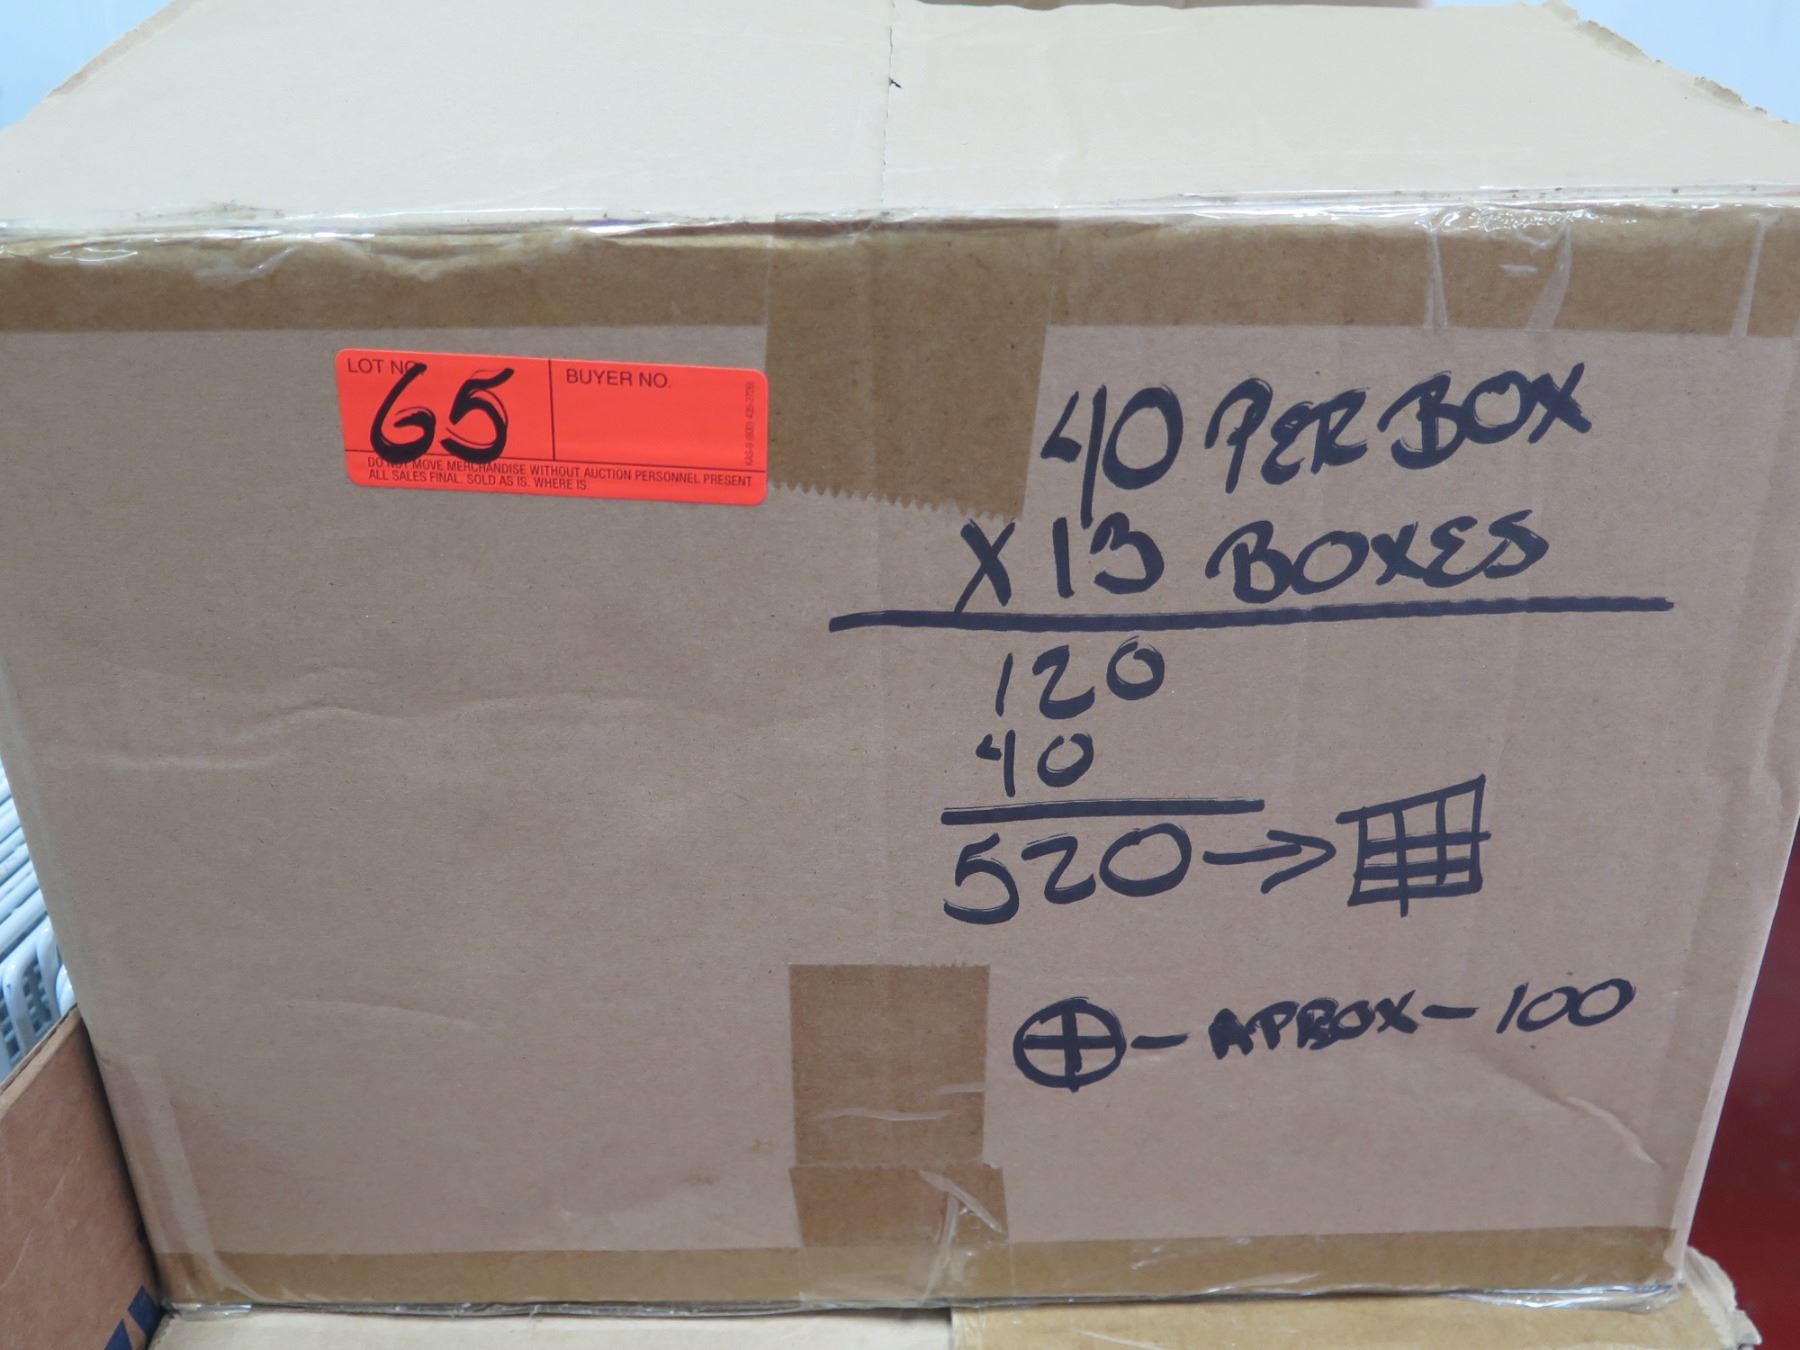 LOT NO.
65
BUYER NO.
DO NOT MOVE MERCHANDISE WITHOUT AUCTION PERSONNEL PRESENT
ALL SALES FINAL. SOLD AS IS. WHERE IS
40 PER BOX
X 13 BOXES
120
40
520 →
- APPROX - 100